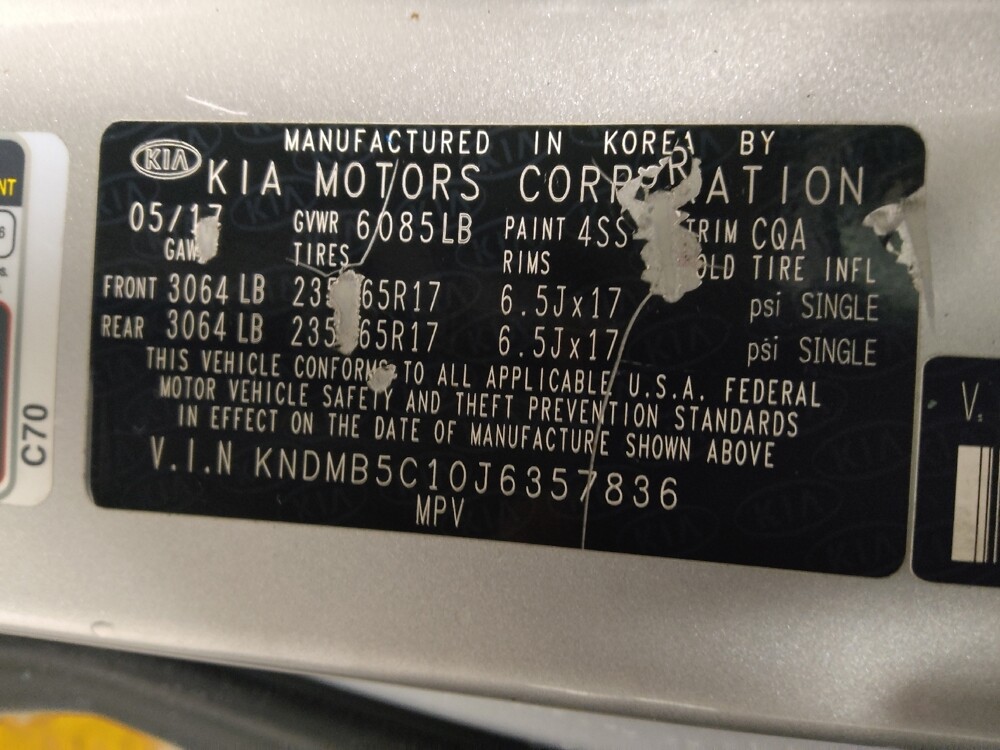 MANUFACTURED IN KOREA BY
KIA KIA MOTORS CORPORATION
05/17 GVWR 6085LB PAINT 4SS TRIM CQA
TIRES RIMS TIRE INFL
FRONT 3064 LB 65R17 6.5Jx17 psi SINGLE
REAR 3064 LB 235 65R17 6.5Jx17 psi SINGLE
THIS VEHICLE CONFORMS TO ALL APPLICABLE U.S.A. FEDERAL
MOTOR VEHICLE SAFETY AND THEFT PREVENTION STANDARDS
IN EFFECT ON THE DATE OF MANUFACTURE SHOWN ABOVE
V.I.N KNDMB5C10J6357836
MPV
C70
NT
V.